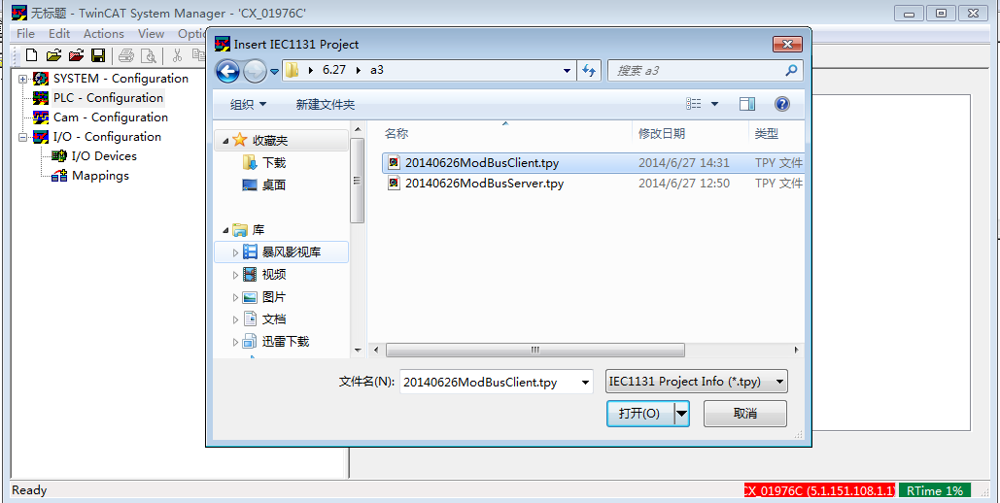 无标题 - TwinCAT System Manager - 'CX_01976C'
File Edit Actions View Optio
Insert IEC1131 Project
6.27 a3
搜索 a3
SYSTEM - Configuration
PLC - Configuration
Cam - Configuration
I/O - Configuration
I/O Devices
Mappings
组织 新建文件夹
收藏夹
下载
桌面
库
暴风影视库
视频
图片
文档
迅雷下载
名称 修改日期 类型
20140626ModBusClient.tpy 2014/6/27 14:31 TPY 文件
20140626ModBusServer.tpy 2014/6/27 12:50 TPY 文件
文件名(N): 20140626ModBusClient.tpy IEC1131 Project Info (*.tpy)
打开(O) 取消
Ready CX_01976C (5.1.151.108.1.1) RTime 1%